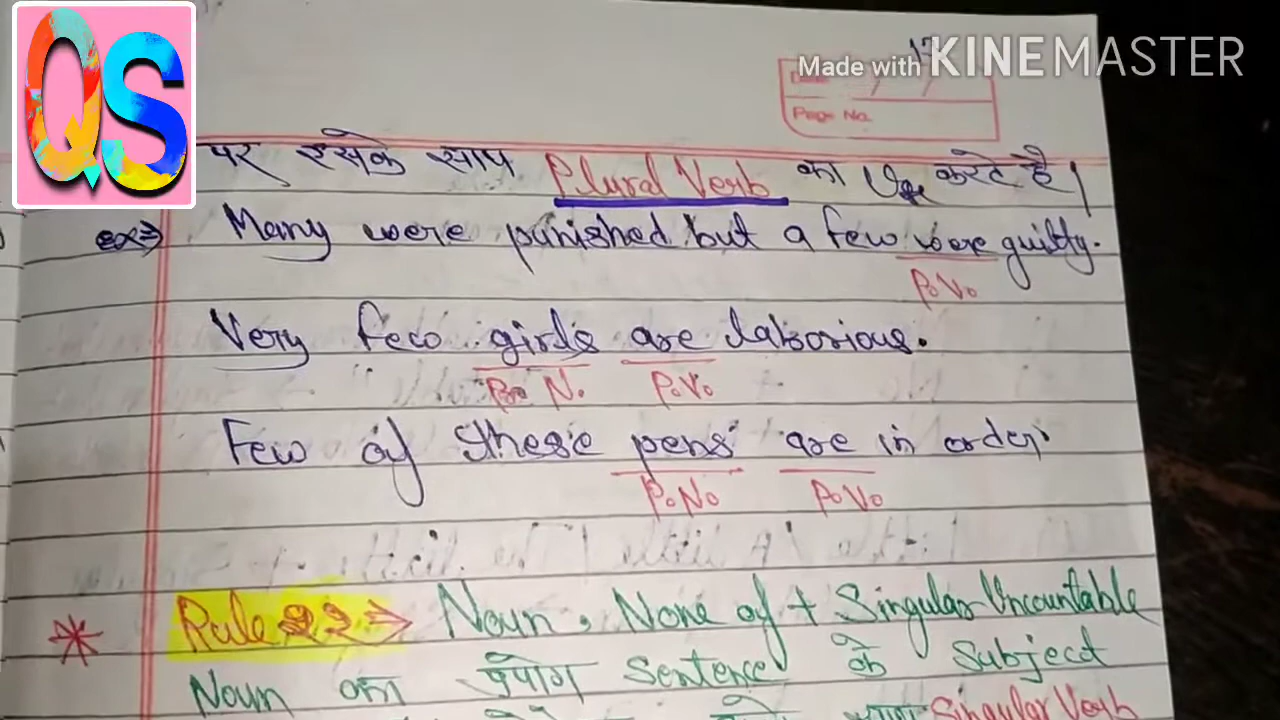 QS
Made with KINEMASTER
17
Date / /
Page No.
पर इसके साथ Plural Verb का Use करते है।
ex⇒ Many were punished but a few were guilty.
P.V.
Very few girls are laborious.
P. N. P.V.
Few of these pens are in order.
P.N. P.V.
* Rule 22⇒ Noun, None of + Singular Uncountable
Noun का प्रयोग Sentence के Subject
साथ Singular Verb